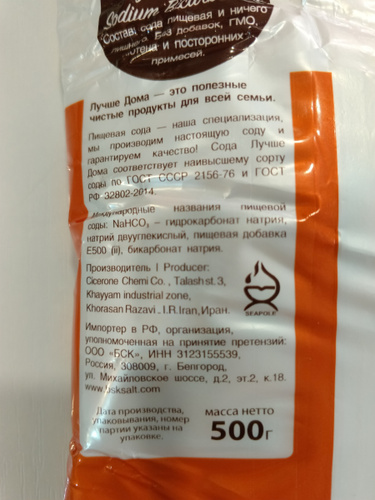 Sodium
Состав: сода пищевая и ничего
лишнего. Без добавок, ГМО,
и посторонних
примесей.
Лучше Дома — это полезные
чистые продукты для всей семьи.
Пищевая сода — наша специализация,
мы производим настоящую соду и
гарантируем качество! Сода Лучше
Дома соответствует наивысшему сорту
соды по ГОСТ СССР 2156-76 и ГОСТ
РФ 32802-2014.
Международные названия пищевой
соды: NaHCO₃ – гидрокарбонат натрия,
натрий двууглекислый, пищевая добавка
E500 (ii), бикарбонат натрия.
Производитель | Producer:
Cicerone Chemi Co. , Talash st. 3,
Khayyam industrial zone,
Khorasan Razavi . I.R.Iran,Иран.
SEAPOLE
Импортер в РФ, организация,
уполномоченная на принятие претензий:
ООО «БСК», ИНН 3123155539,
Россия, 308009, г. Белгород,
ул. Михайловское шоссе, д.2, эт.2, к.18.
www.bsksalt.com
Дата производства,
упаковывания, номер
партии указаны на
упаковке.
масса нетто
500г